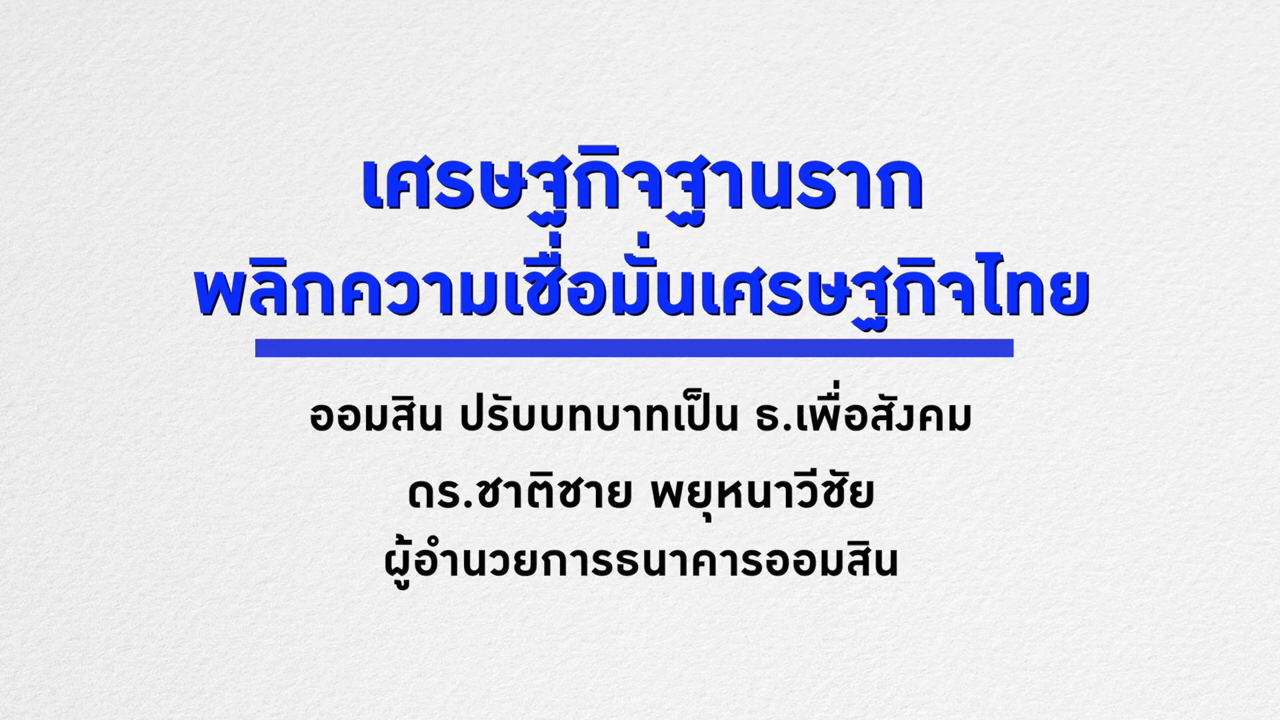 เศรษฐกิจฐานราก
พลิกความเชื่อมั่นเศรษฐกิจไทย
ออมสิน ปรับบทบาทเป็น ธ.เพื่อสังคม
ดร.ชาติชาย พยุหนาวีชัย
ผู้อำนวยการธนาคารออมสิน